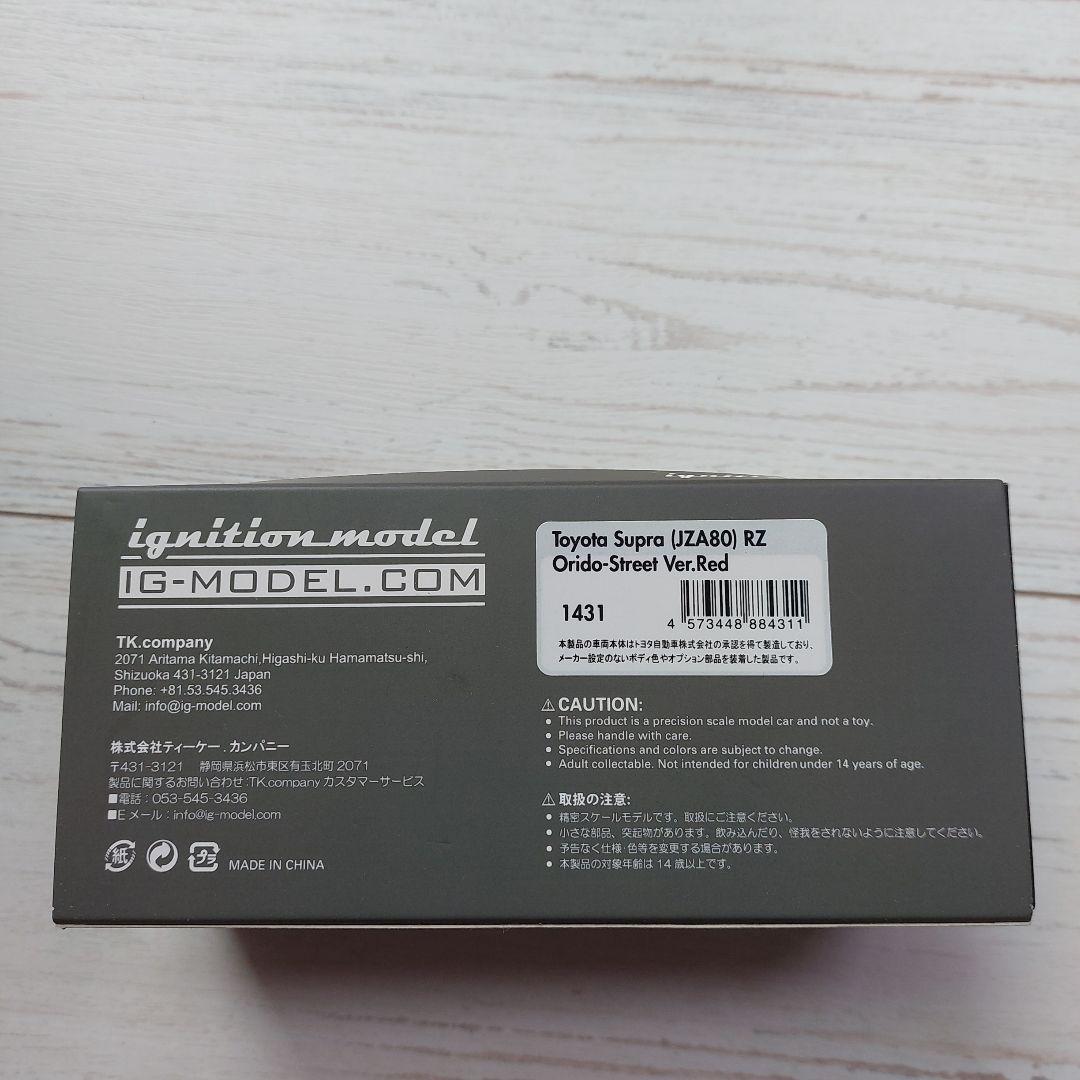 ignition model
IG-MODEL.COM
TK.company
2071 Aritama Kitamachi,Higashi-ku Hamamatsu-shi,
Shizuoka 431-3121 Japan
Phone: +81.53.545.3436
Mail: info@ig-model.com
株式会社ティーケー.カンパニー
〒431-3121 静岡県浜松市東区有玉北町2071
製品に関するお問い合わせ:TK.company カスタマーサービス
■電話:053-545-3436
■Eメール:info@ig-model.com
紙
プラ
MADE IN CHINA
Toyota Supra (JZA80) RZ
Orido-Street Ver.Red
1431
4 573448 884311
本製品の車両本体はトヨタ自動車株式会社の承認を得て製造しており、
メーカー設定のないボディ色やオプション部品を装着した製品です。
⚠CAUTION:
● This product is a precision scale model car and not a toy.
● Please handle with care.
● Specifications and colors are subject to change.
● Adult collectable. Not intended for children under 14 years of age.
⚠取扱の注意:
● 精密スケールモデルです。取扱にご注意ください。
● 小さな部品、突起物があります。飲み込んだり、怪我をされないように注意してください。
● 予告なく仕様・色等を変更する場合があります。
● 本製品の対象年齢は14歳以上です。